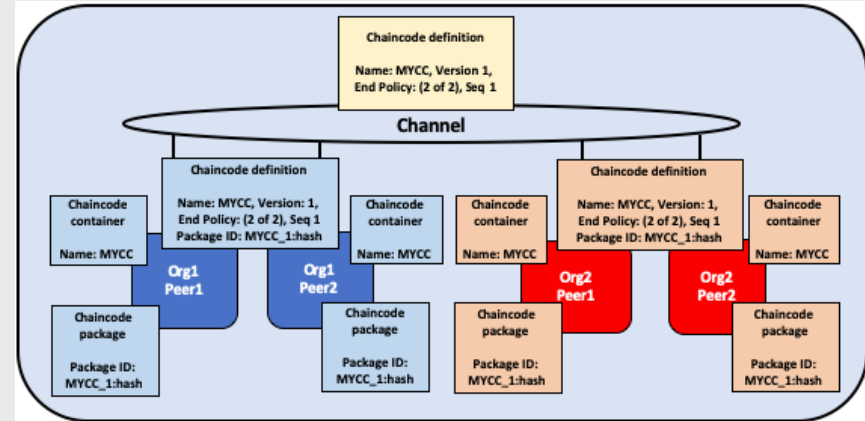 Chaincode definition
Name: MYCC, Version 1,
End Policy: (2 of 2), Seq 1
Channel
Chaincode definition
Name: MYCC, Version: 1,
End Policy: (2 of 2), Seq 1
Package ID: MYCC_1:hash
Chaincode
container
Name: MYCC
Chaincode
container
Name: MYCC
Org1
Peer1
Org1
Peer2
Chaincode
package
Package ID:
MYCC_1:hash
Chaincode
package
Package ID:
MYCC_1:hash
Chaincode definition
Name: MYCC, Version: 1,
End Policy: (2 of 2), Seq 1
Package ID: MYCC_1:hash
Chaincode
container
Name: MYCC
Chaincode
container
Name: MYCC
Org2
Peer1
Org2
Peer2
Chaincode
package
Package ID:
MYCC_1:hash
Chaincode
package
Package ID:
MYCC_1:hash